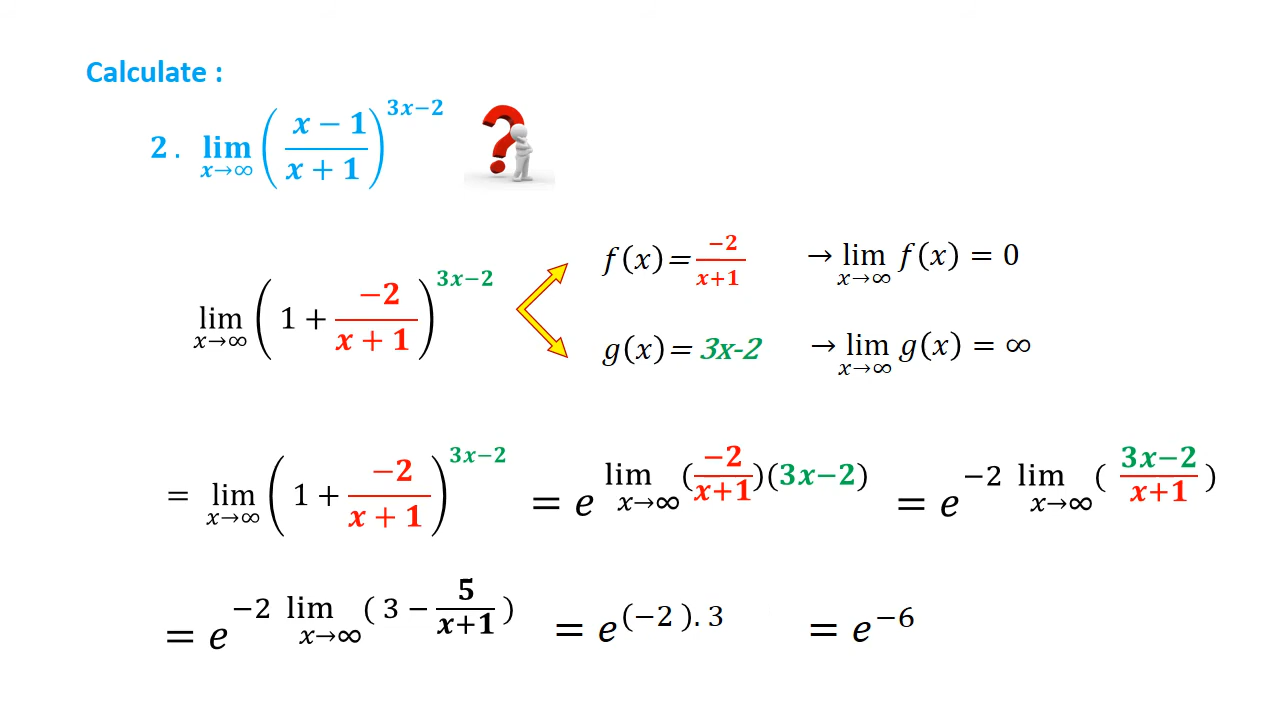 Calculate :
2 . lim x→∞ ( (x − 1)/(x + 1) )^(3x−2)
f(x)= −2/(x+1) → lim x→∞ f(x) = 0
lim x→∞ ( 1 + −2/(x + 1) )^(3x−2)
g(x)= 3x-2 → lim x→∞ g(x) = ∞
= lim x→∞ ( 1 + −2/(x + 1) )^(3x−2) = e^(lim x→∞ (−2/(x+1))(3x−2)) = e^(−2 lim x→∞ ( (3x−2)/(x+1) ))
= e^(−2 lim x→∞ ( 3 − 5/(x+1) )) = e^((−2 ). 3) = e^(−6)